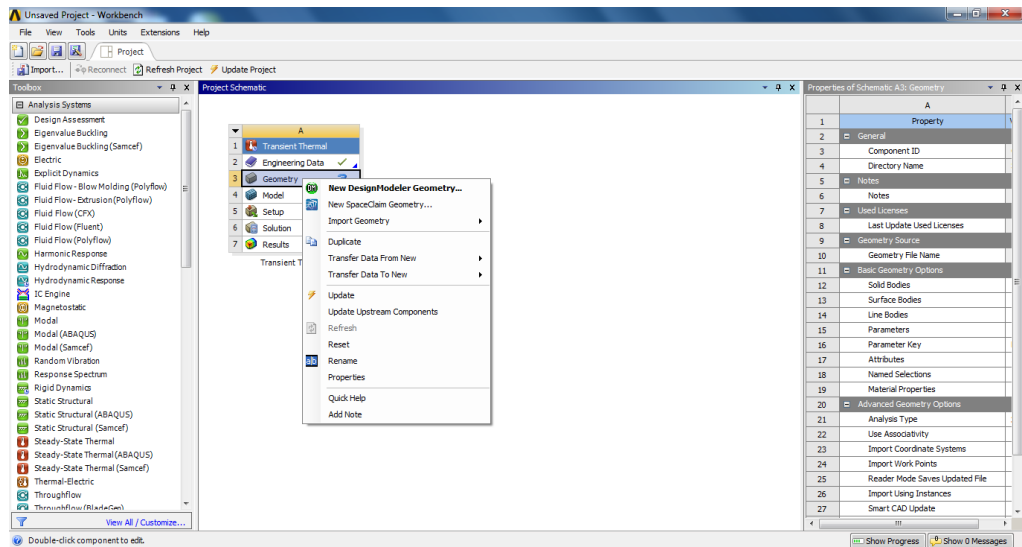 Unsaved Project - Workbench
File View Tools Units Extensions Help
Project
Import... Reconnect Refresh Project Update Project
Toolbox
Analysis Systems
Design Assessment
Eigenvalue Buckling
Eigenvalue Buckling (Samcef)
Electric
Explicit Dynamics
Fluid Flow - Blow Molding (Polyflow)
Fluid Flow - Extrusion (Polyflow)
Fluid Flow (CFX)
Fluid Flow (Fluent)
Fluid Flow (Polyflow)
Harmonic Response
Hydrodynamic Diffraction
Hydrodynamic Response
IC Engine
Magnetostatic
Modal
Modal (ABAQUS)
Modal (Samcef)
Random Vibration
Response Spectrum
Rigid Dynamics
Static Structural
Static Structural (ABAQUS)
Static Structural (Samcef)
Steady-State Thermal
Steady-State Thermal (ABAQUS)
Steady-State Thermal (Samcef)
Thermal-Electric
Throughflow
Throughflow (BladeGen)
View All / Customize...
Project Schematic
A
1 Transient Thermal
2 Engineering Data
3 Geometry
4 Model
5 Setup
6 Solution
7 Results
Transient T
New DesignModeler Geometry...
New SpaceClaim Geometry...
Import Geometry
Duplicate
Transfer Data From New
Transfer Data To New
Update
Update Upstream Components
Refresh
Reset
Rename
Properties
Quick Help
Add Note
Properties of Schematic A3: Geometry
A
1 Property
2 General
3 Component ID
4 Directory Name
5 Notes
6 Notes
7 Used Licenses
8 Last Update Used Licenses
9 Geometry Source
10 Geometry File Name
11 Basic Geometry Options
12 Solid Bodies
13 Surface Bodies
14 Line Bodies
15 Parameters
16 Parameter Key
17 Attributes
18 Named Selections
19 Material Properties
20 Advanced Geometry Options
21 Analysis Type
22 Use Associativity
23 Import Coordinate Systems
24 Import Work Points
25 Reader Mode Saves Updated File
26 Import Using Instances
27 Smart CAD Update
Double-click component to edit.
Show Progress Show 0 Messages